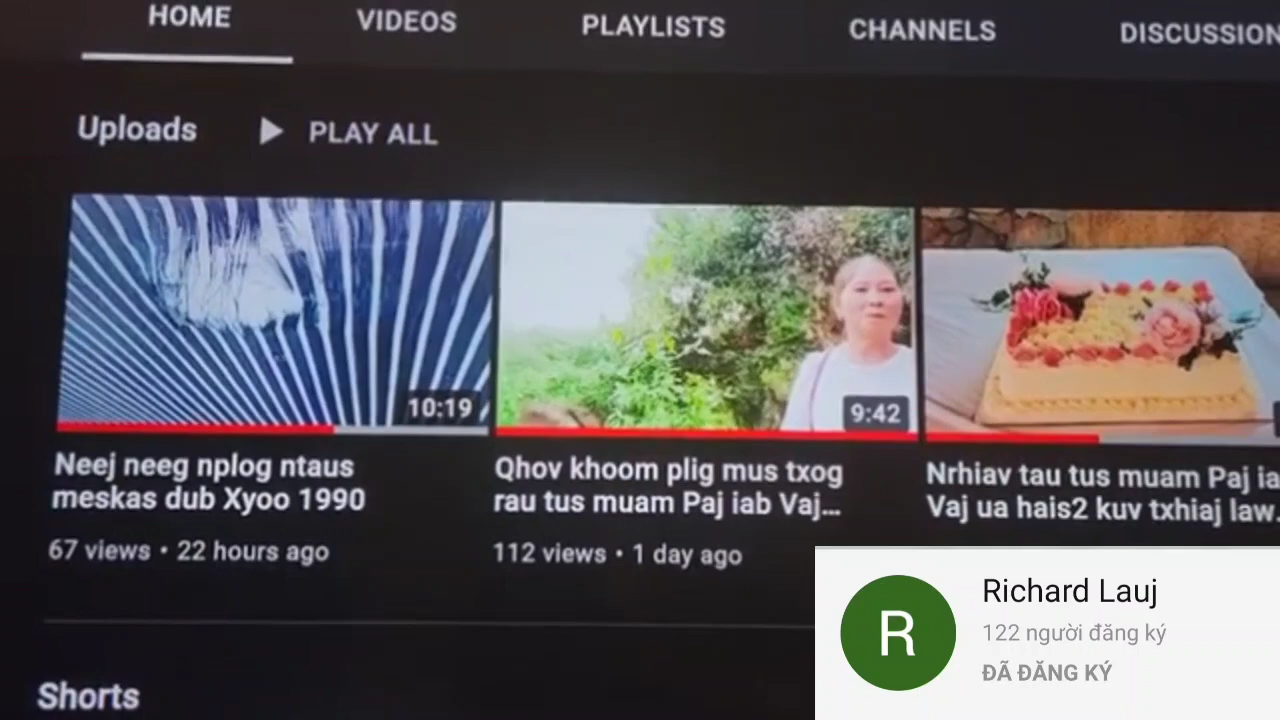 HOME VIDEOS PLAYLISTS CHANNELS DISCUSSION
Uploads PLAY ALL
10:19
9:42
Neej neeg nplog ntaus
meskas dub Xyoo 1990
67 views • 22 hours ago
Qhov khoom plig mus txog
rau tus muam Paj iab Vaj...
112 views • 1 day ago
Nrhiav tau tus muam Paj ia
Vaj ua hais2 kuv txhiaj law.
Shorts
R
Richard Lauj
122 người đăng ký
ĐÃ ĐĂNG KÝ